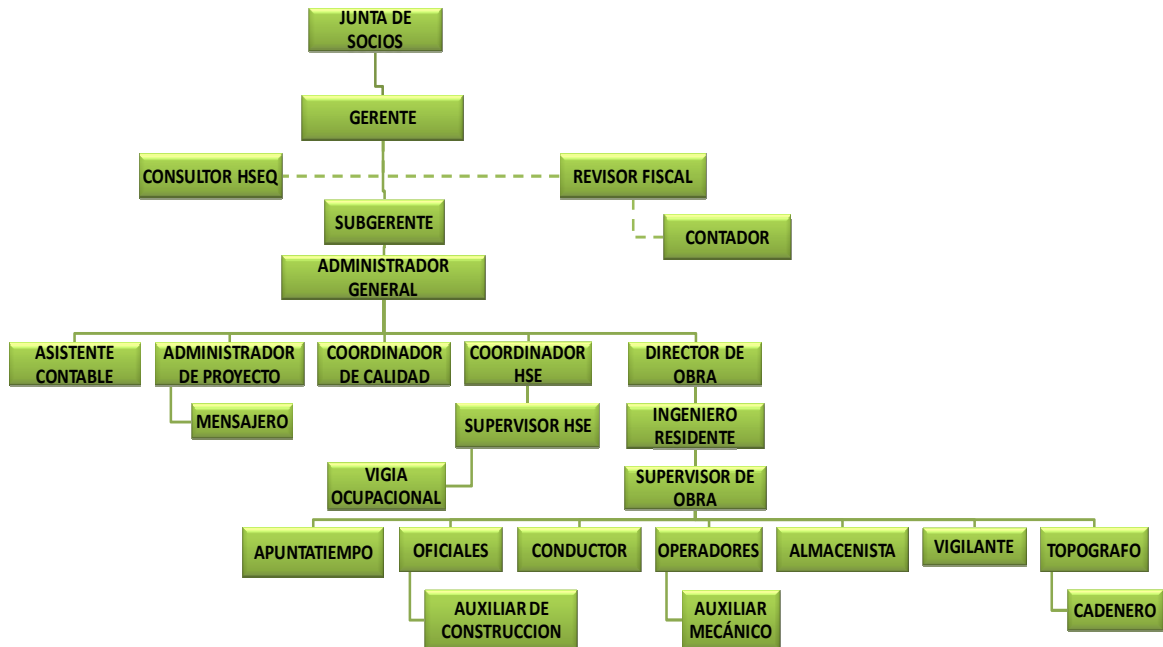 JUNTA DE
SOCIOS
GERENTE
CONSULTOR HSEQ
REVISOR FISCAL
SUBGERENTE
CONTADOR
ADMINISTRADOR
GENERAL
ASISTENTE
CONTABLE
ADMINISTRADOR
DE PROYECTO
COORDINADOR
DE CALIDAD
COORDINADOR
HSE
DIRECTOR DE
OBRA
MENSAJERO
SUPERVISOR HSE
INGENIERO
RESIDENTE
VIGIA
OCUPACIONAL
SUPERVISOR DE
OBRA
APUNTATIEMPO
OFICIALES
CONDUCTOR
OPERADORES
ALMACENISTA
VIGILANTE
TOPOGRAFO
AUXILIAR DE
CONSTRUCCION
AUXILIAR
MECÁNICO
CADENERO